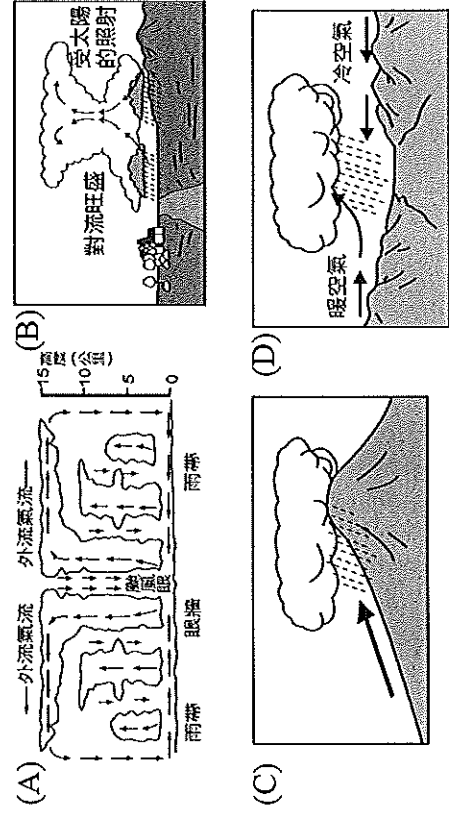 (A)
外流氣流
外流氣流
高度(公里)
15
10
5
0
颱風眼
雨帶
眼牆
雨帶
(B)
受太陽
的照射
對流旺盛
(C)
(D)
暖空氣
冷空氣